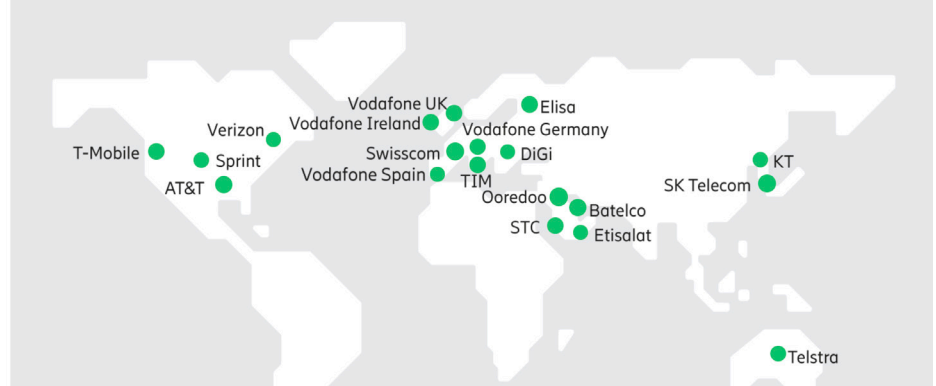 Vodafone UK
Elisa
Vodafone Ireland
Verizon
Vodafone Germany
T-Mobile
Sprint
Swisscom
DiGi
KT
Vodafone Spain
TIM
AT&T
SK Telecom
Ooredoo
Batelco
STC
Etisalat
Telstra